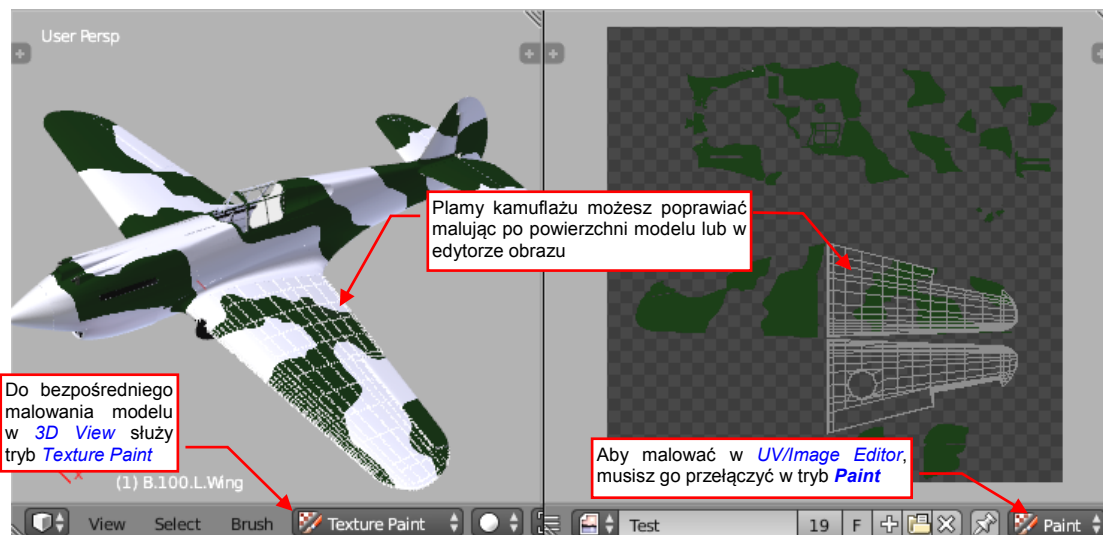 User Persp
Plamy kamuflażu możesz poprawiać
malując po powierzchni modelu lub w
edytorze obrazu
Do bezpośredniego
malowania modelu
w 3D View służy
tryb Texture Paint
(1) B.100.L.Wing
Aby malować w UV/Image Editor,
musisz go przełączyć w tryb Paint
View Select Brush Texture Paint
Test 19 F Paint